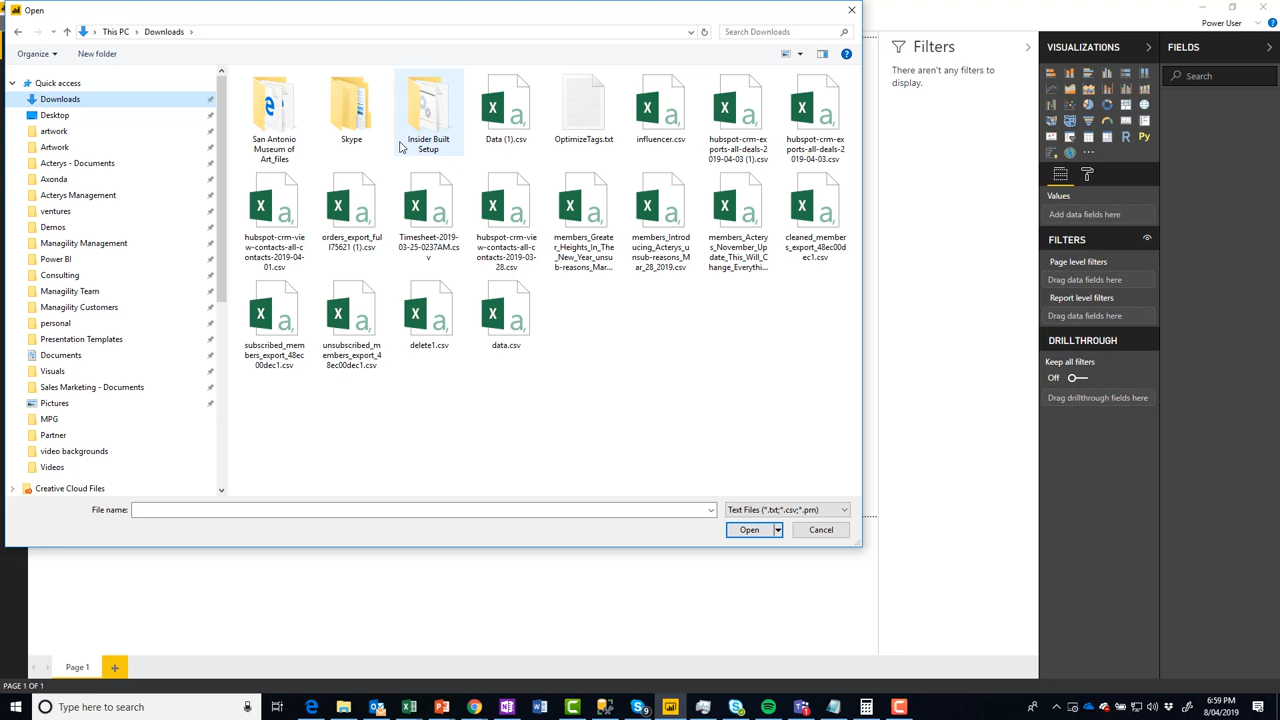 Open
Power User
This PC
Downloads
Search Downloads
Organize
New folder
Quick access
Downloads
Desktop
artwork
Artwork
Acterys - Documents
Axonda
Acterys Management
ventures
Demos
Managility Management
Power BI
Consulting
Managility Team
Managility Customers
personal
Presentation Templates
Documents
Visuals
Sales Marketing - Documents
Pictures
MPG
Partner
video backgrounds
Videos
Creative Cloud Files
San Antonio
Museum of
Art_files
Skype
Insider Built
Setup
Data (1).csv
OptimizeTags.txt
influencer.csv
hubspot-crm-ex
ports-all-deals-2
019-04-03 (1).csv
hubspot-crm-ex
ports-all-deals-2
019-04-03.csv
hubspot-crm-vie
w-contacts-all-c
ontacts-2019-04-
01.csv
orders_export_ful
l75621 (1).csv
Timesheet-2019-
03-25-0237AM.cs
v
hubspot-crm-vie
w-contacts-all-c
ontacts-2019-03-
28.csv
members_Greate
r_Heights_In_The
_New_Year_unsu
b-reasons_Mar...
members_Introd
ucing_Acterys_u
nsub-reasons_M
ar_28_2019.csv
members_Actery
s_November_Up
date_This_Will_C
hange_Everythi...
cleaned_member
s_export_48ec00d
ec1.csv
subscribed_mem
bers_export_48ec
00dec1.csv
unsubscribed_m
embers_export_4
8ec00dec1.csv
delete1.csv
data.csv
File name:
Text Files (*.txt;*.csv;*.prn)
Open
Cancel
Filters
There aren't any filters to
display.
VISUALIZATIONS
R
Py
Values
Add data fields here
FILTERS
Page level filters
Drag data fields here
Report level filters
Drag data fields here
DRILLTHROUGH
Keep all filters
Off
Drag drillthrough fields here
FIELDS
Search
Page 1
PAGE 1 OF 1
Type here to search
6:59 PM
8/04/2019